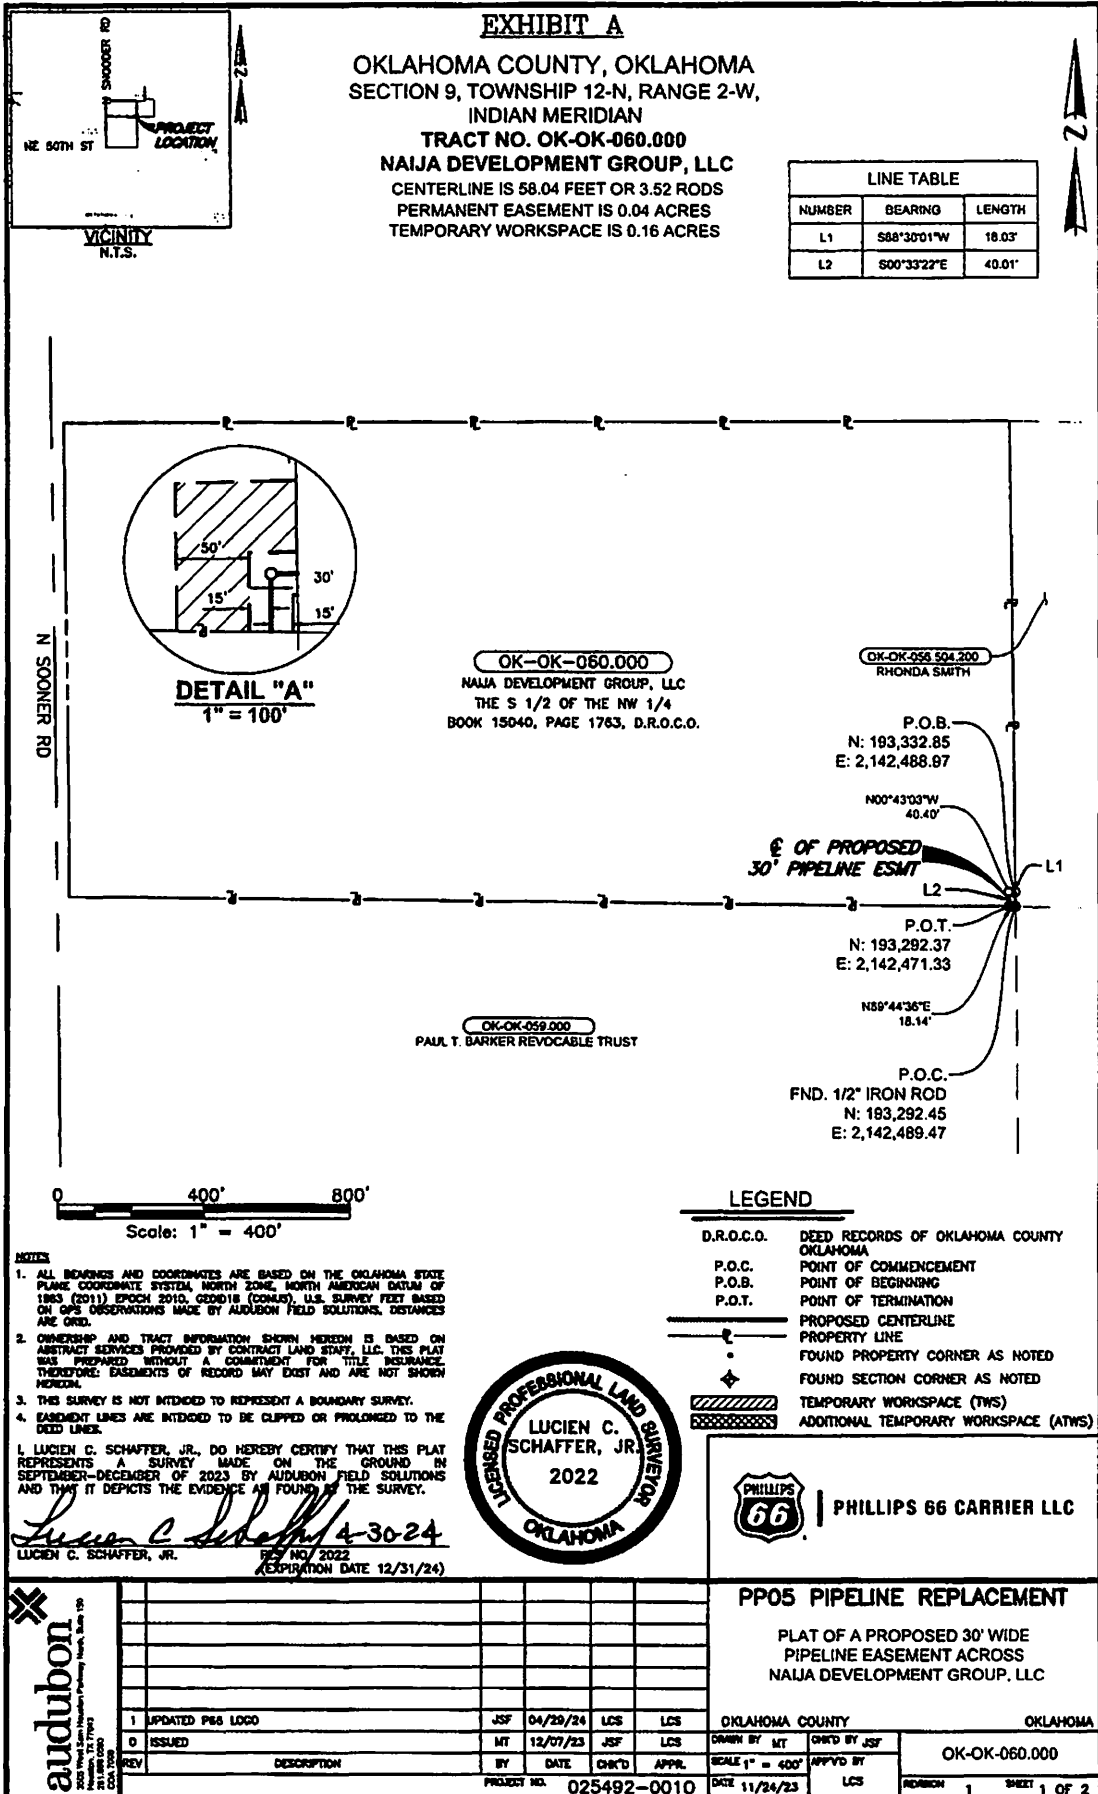 EXHIBIT A
OKLAHOMA COUNTY, OKLAHOMA
SECTION 9, TOWNSHIP 12-N, RANGE 2-W,
INDIAN MERIDIAN
TRACT NO. OK-OK-060.000
NAIJA DEVELOPMENT GROUP, LLC
CENTERLINE IS 58.04 FEET OR 3.52 RODS
PERMANENT EASEMENT IS 0.04 ACRES
TEMPORARY WORKSPACE IS 0.16 ACRES
N SNOODER RD
NE 50TH ST
PROJECT
LOCATION
VICINITY
N.T.S.
N
N
LINE TABLE
NUMBER BEARING LENGTH
L1 S88°30'01"W 18.03'
L2 S00°33'22"E 40.01'
50'
30'
15'
15'
DETAIL "A"
1" = 100'
N SOONER RD
OK-OK-060.000
NAIJA DEVELOPMENT GROUP, LLC
THE S 1/2 OF THE NW 1/4
BOOK 15040, PAGE 1763, D.R.O.C.O.
OK-OK-058.504.200
RHONDA SMITH
P.O.B.
N: 193,332.85
E: 2,142,488.97
N00°43'03"W
40.40'
℄ OF PROPOSED
30' PIPELINE ESMT
L1
L2
P.O.T.
N: 193,292.37
E: 2,142,471.33
N89°44'36"E
18.14'
OK-OK-059.000
PAUL T. BARKER REVOCABLE TRUST
P.O.C.
FND. 1/2" IRON ROD
N: 193,292.45
E: 2,142,489.47
0 400' 800'
Scale: 1" = 400'
LEGEND
D.R.O.C.O. DEED RECORDS OF OKLAHOMA COUNTY
OKLAHOMA
P.O.C. POINT OF COMMENCEMENT
P.O.B. POINT OF BEGINNING
P.O.T. POINT OF TERMINATION
PROPOSED CENTERLINE
PROPERTY LINE
FOUND PROPERTY CORNER AS NOTED
FOUND SECTION CORNER AS NOTED
TEMPORARY WORKSPACE (TWS)
ADDITIONAL TEMPORARY WORKSPACE (ATWS)
NOTES
1. ALL BEARINGS AND COORDINATES ARE BASED ON THE OKLAHOMA STATE
PLANE COORDINATE SYSTEM, NORTH ZONE, NORTH AMERICAN DATUM OF
1983 (2011) EPOCH 2010, GEOID18 (CONUS), U.S. SURVEY FEET BASED
ON GPS OBSERVATIONS MADE BY AUDUBON FIELD SOLUTIONS. DISTANCES
ARE GRID.
2. OWNERSHIP AND TRACT INFORMATION SHOWN HEREON IS BASED ON
ABSTRACT SERVICES PROVIDED BY CONTRACT LAND STAFF, LLC. THIS PLAT
WAS PREPARED WITHOUT A COMMITMENT FOR TITLE INSURANCE.
THEREFORE: EASEMENTS OF RECORD MAY EXIST AND ARE NOT SHOWN
HEREON.
3. THIS SURVEY IS NOT INTENDED TO REPRESENT A BOUNDARY SURVEY.
4. EASEMENT LINES ARE INTENDED TO BE CLIPPED OR PROLONGED TO THE
DEED LINES.
I, LUCIEN C. SCHAFFER, JR., DO HEREBY CERTIFY THAT THIS PLAT
REPRESENTS A SURVEY MADE ON THE GROUND IN
SEPTEMBER-DECEMBER OF 2023 BY AUDUBON FIELD SOLUTIONS
AND THAT IT DEPICTS THE EVIDENCE AS FOUND BY THE SURVEY.
Lucien C Schaffer 4-30-24
LUCIEN C. SCHAFFER, JR. RPLS NO. 2022
(EXPIRATION DATE 12/31/24)
LICENSED PROFESSIONAL LAND SURVEYOR
LUCIEN C.
SCHAFFER, JR.
2022
OKLAHOMA
PHILLIPS
66
PHILLIPS 66 CARRIER LLC
audubon
Houston, TX 77043
PP05 PIPELINE REPLACEMENT
PLAT OF A PROPOSED 30' WIDE
PIPELINE EASEMENT ACROSS
NAIJA DEVELOPMENT GROUP, LLC
OKLAHOMA COUNTY OKLAHOMA
1 UPDATED P66 LOGO JSF 04/29/24 LCS LCS
0 ISSUED MT 12/07/23 JSF LCS
REV DESCRIPTION BY DATE CHK'D APPR.
PROJECT NO. 025492-0010
DRAWN BY MT CHK'D BY JSF
SCALE 1" = 400' APP'VD BY LCS
DATE 11/24/23
OK-OK-060.000
REVISION 1 SHEET 1 OF 2